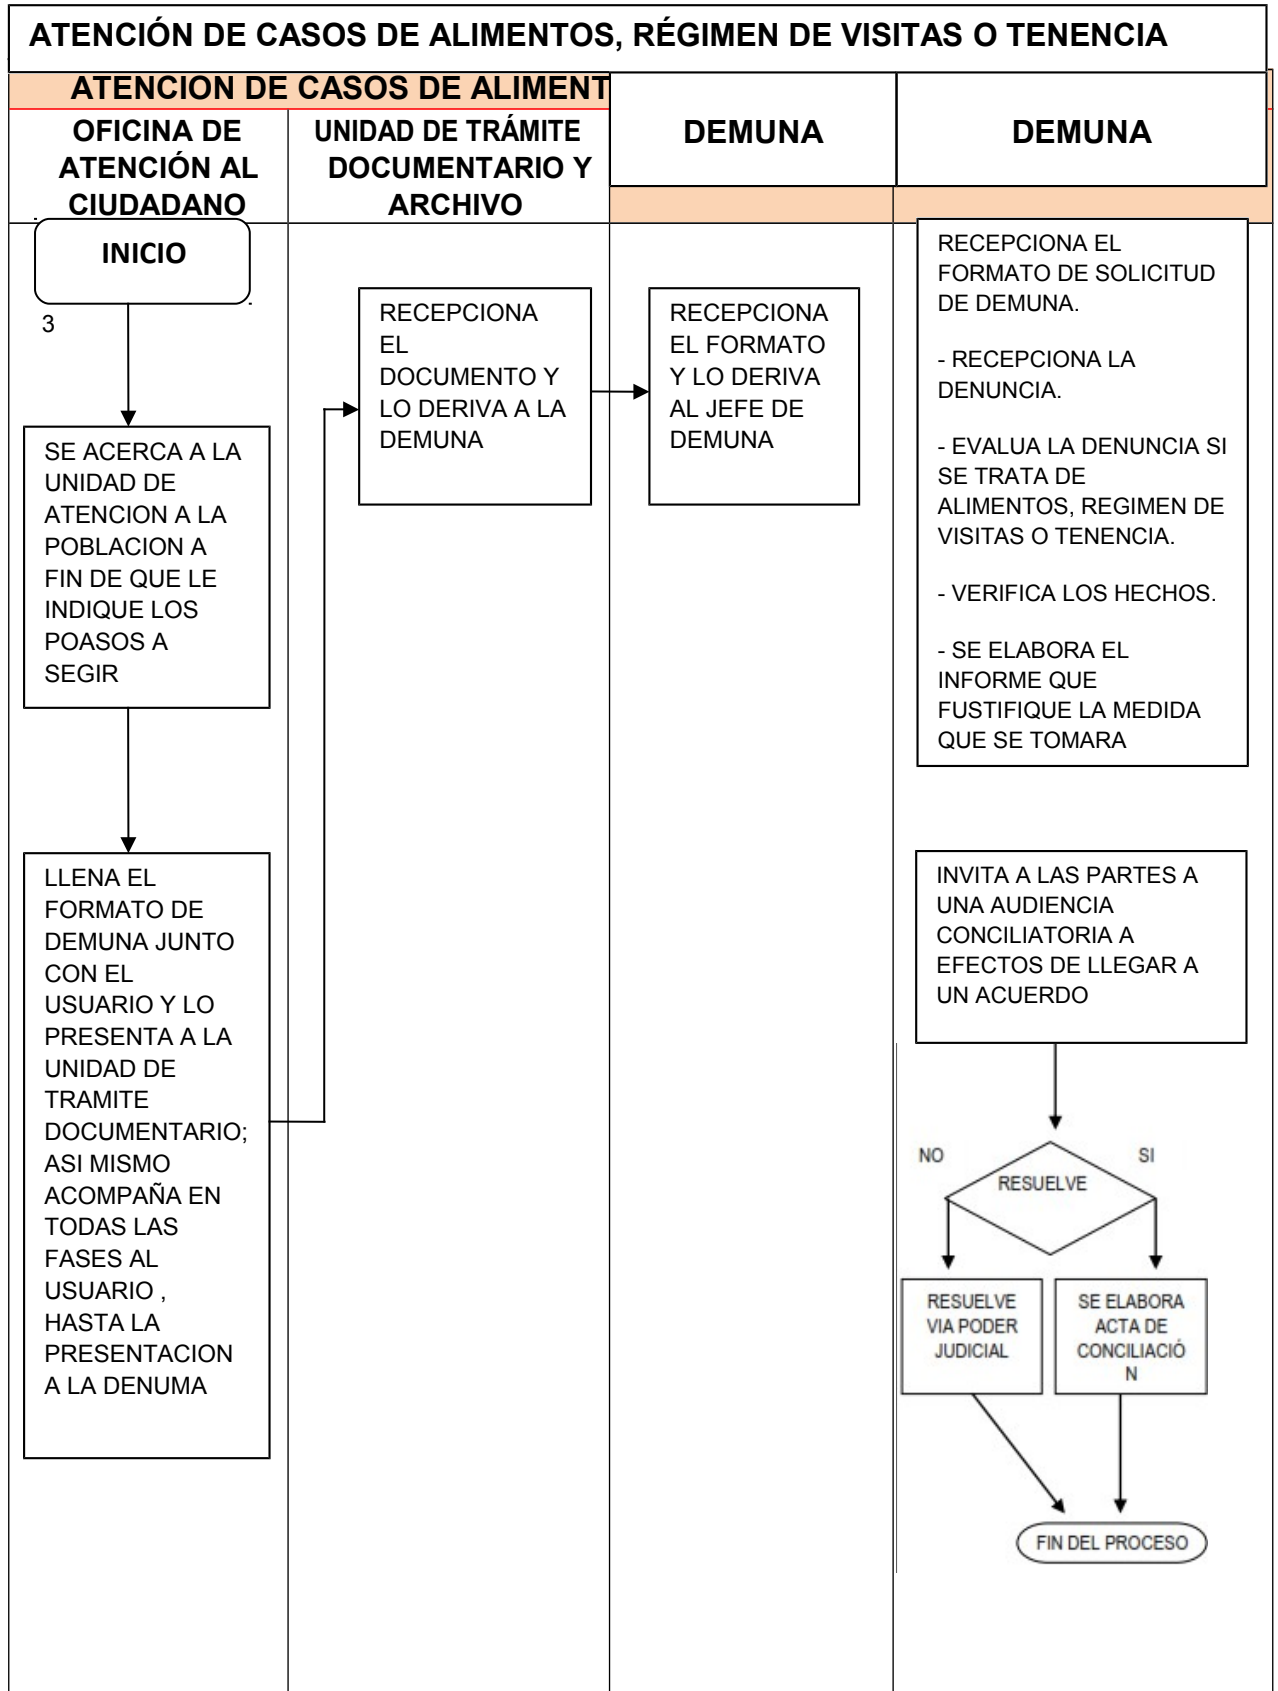 ATENCIÓN DE CASOS DE ALIMENTOS, RÉGIMEN DE VISITAS O TENENCIA
ATENCION DE CASOS DE ALIMENT
OFICINA DE
ATENCIÓN AL
CIUDADANO
UNIDAD DE TRÁMITE
DOCUMENTARIO Y
ARCHIVO
DEMUNA
DEMUNA
INICIO
3
SE ACERCA A LA
UNIDAD DE
ATENCION A LA
POBLACION A
FIN DE QUE LE
INDIQUE LOS
POASOS A
SEGIR
LLENA EL
FORMATO DE
DEMUNA JUNTO
CON EL
USUARIO Y LO
PRESENTA A LA
UNIDAD DE
TRAMITE
DOCUMENTARIO;
ASI MISMO
ACOMPAÑA EN
TODAS LAS
FASES AL
USUARIO ,
HASTA LA
PRESENTACION
A LA DENUMA
RECEPCIONA
EL
DOCUMENTO Y
LO DERIVA A LA
DEMUNA
RECEPCIONA
EL FORMATO
Y LO DERIVA
AL JEFE DE
DEMUNA
RECEPCIONA EL
FORMATO DE SOLICITUD
DE DEMUNA.
- RECEPCIONA LA
DENUNCIA.
- EVALUA LA DENUNCIA SI
SE TRATA DE
ALIMENTOS, REGIMEN DE
VISITAS O TENENCIA.
- VERIFICA LOS HECHOS.
- SE ELABORA EL
INFORME QUE
FUSTIFIQUE LA MEDIDA
QUE SE TOMARA
INVITA A LAS PARTES A
UNA AUDIENCIA
CONCILIATORIA A
EFECTOS DE LLEGAR A
UN ACUERDO
NO
SI
RESUELVE
RESUELVE
VIA PODER
JUDICIAL
SE ELABORA
ACTA DE
CONCILIACIÓ
N
FIN DEL PROCESO